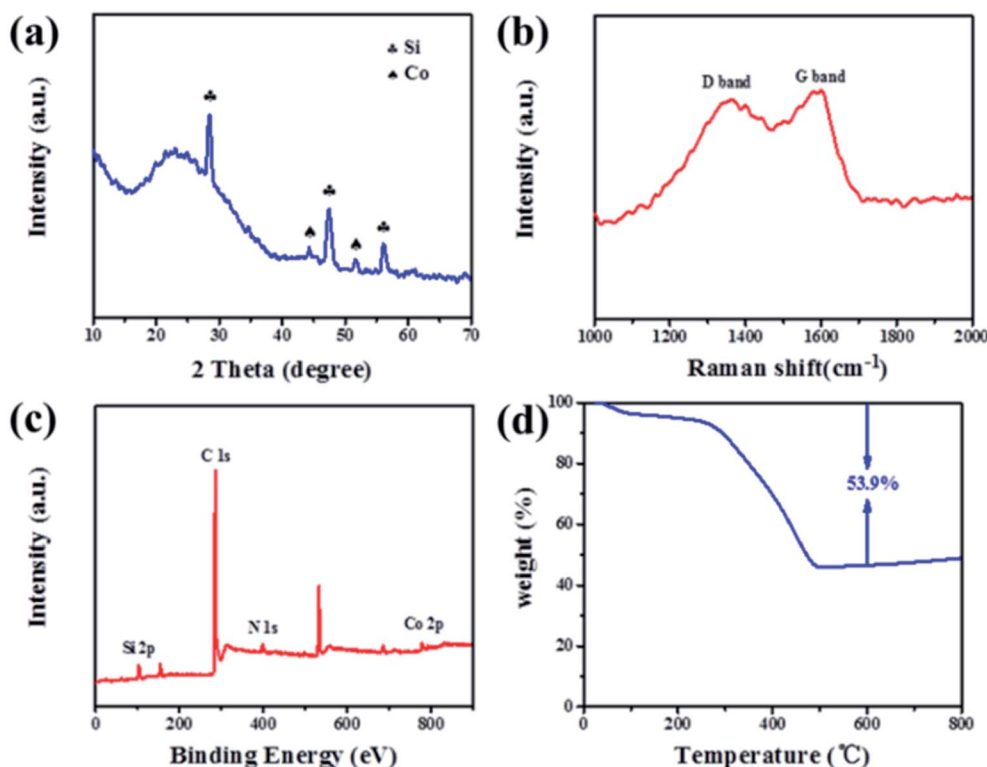 (a)
♣ Si
♠ Co
Intensity (a.u.)
10 20 30 40 50 60 70
2 Theta (degree)
(b)
D band
G band
Intensity (a.u.)
1000 1200 1400 1600 1800 2000
Raman shift(cm⁻¹)
(c)
C 1s
N 1s
Si 2p
Co 2p
Intensity (a.u.)
0 200 400 600 800
Binding Energy (eV)
(d)
100
80
60
40
20
0
53.9%
weight (%)
0 200 400 600 800
Temperature (℃)